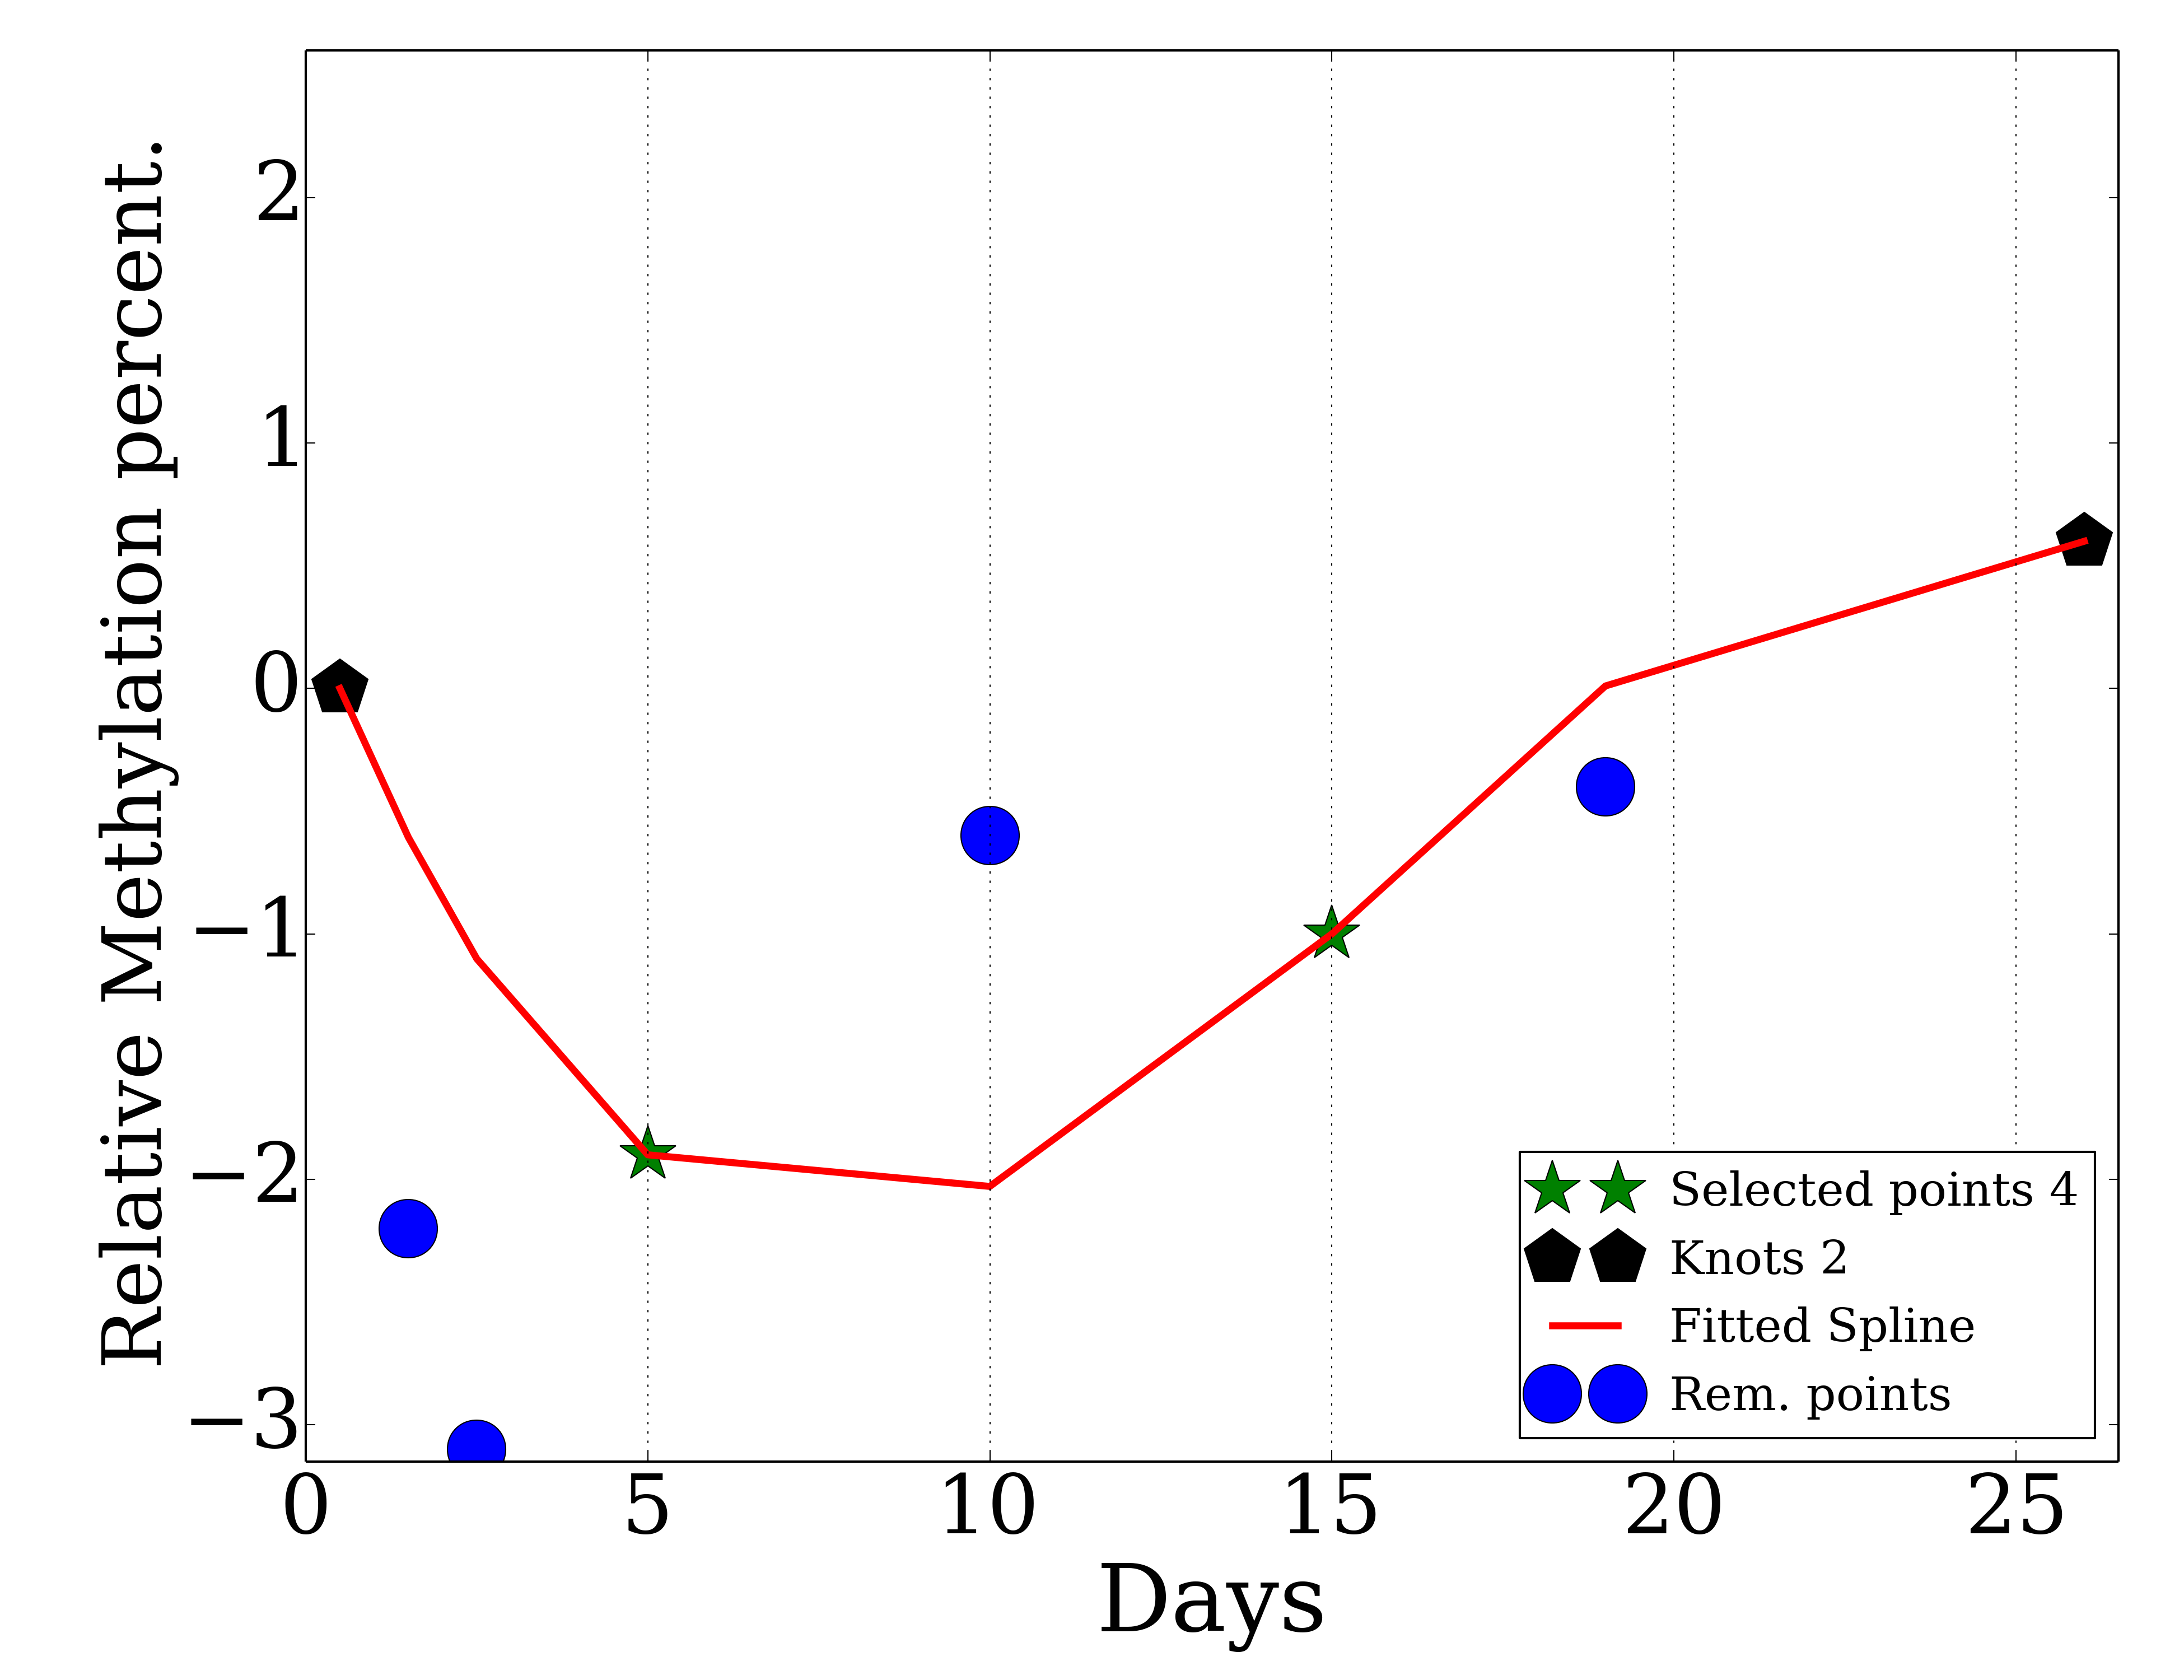 Relative Methylation percent.
2
1
0
−1
−2
−3
0 5 10 15 20 25
Days
Selected points 4
Knots 2
Fitted Spline
Rem. points